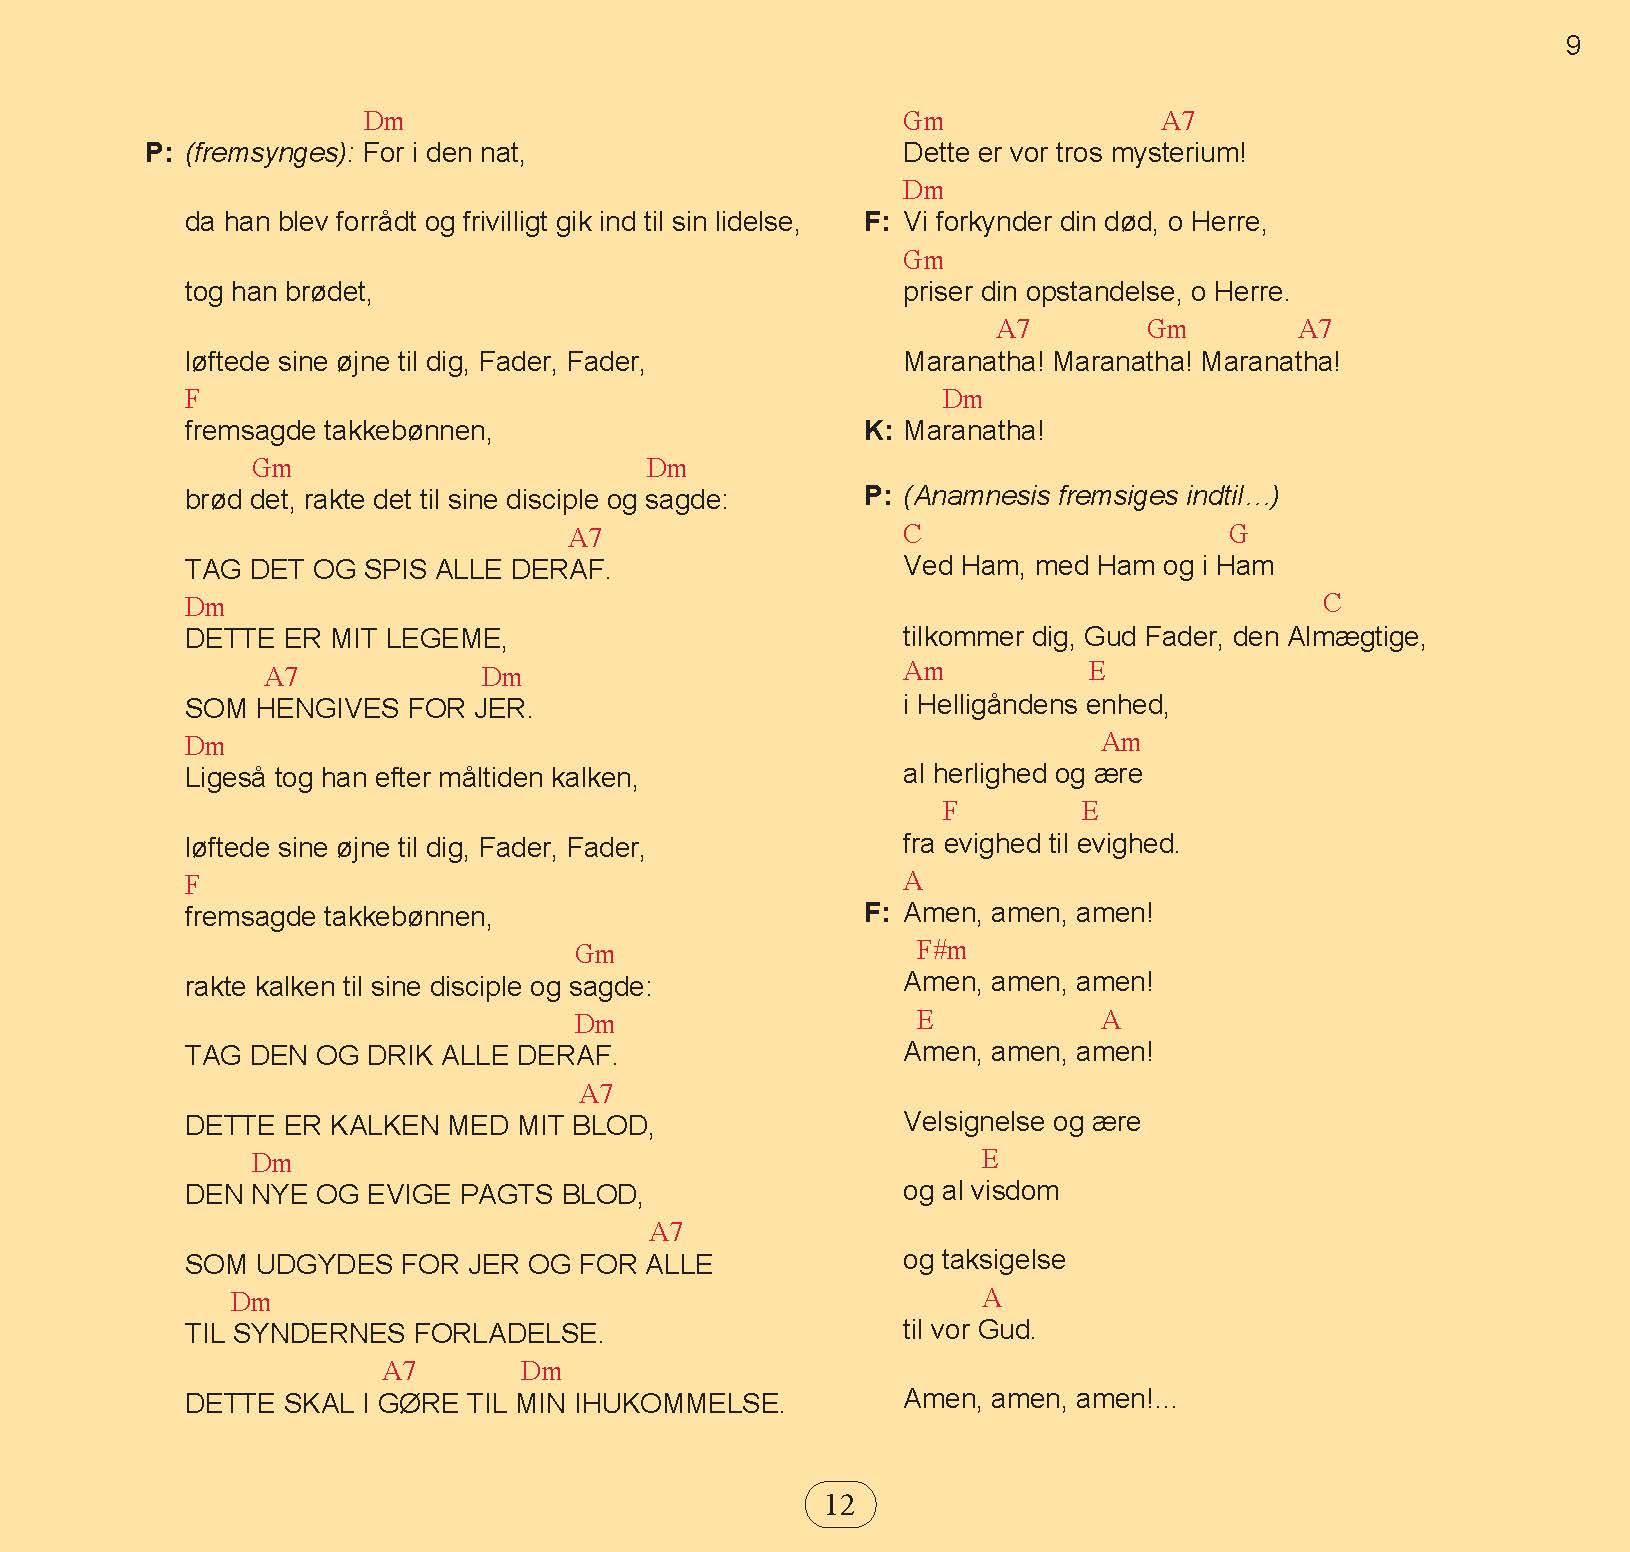 9
Dm
P: (fremsynges): For i den nat,
da han blev forrådt og frivilligt gik ind til sin lidelse,
tog han brødet,
løftede sine øjne til dig, Fader, Fader,
F
fremsagde takkebønnen,
Gm Dm
brød det, rakte det til sine disciple og sagde:
A7
TAG DET OG SPIS ALLE DERAF.
Dm
DETTE ER MIT LEGEME,
A7 Dm
SOM HENGIVES FOR JER.
Dm
Ligeså tog han efter måltiden kalken,
løftede sine øjne til dig, Fader, Fader,
F
fremsagde takkebønnen,
Gm
rakte kalken til sine disciple og sagde:
Dm
TAG DEN OG DRIK ALLE DERAF.
A7
DETTE ER KALKEN MED MIT BLOD,
Dm
DEN NYE OG EVIGE PAGTS BLOD,
A7
SOM UDGYDES FOR JER OG FOR ALLE
Dm
TIL SYNDERNES FORLADELSE.
A7 Dm
DETTE SKAL I GØRE TIL MIN IHUKOMMELSE.
Gm A7
Dette er vor tros mysterium!
Dm
F: Vi forkynder din død, o Herre,
Gm
priser din opstandelse, o Herre.
A7 Gm A7
Maranatha! Maranatha! Maranatha!
Dm
K: Maranatha!
P: (Anamnesis fremsiges indtil…)
C G
Ved Ham, med Ham og i Ham
C
tilkommer dig, Gud Fader, den Almægtige,
Am E
i Helligåndens enhed,
Am
al herlighed og ære
F E
fra evighed til evighed.
A
F: Amen, amen, amen!
F#m
Amen, amen, amen!
E A
Amen, amen, amen!
Velsignelse og ære
E
og al visdom
og taksigelse
A
til vor Gud.
Amen, amen, amen!…
12